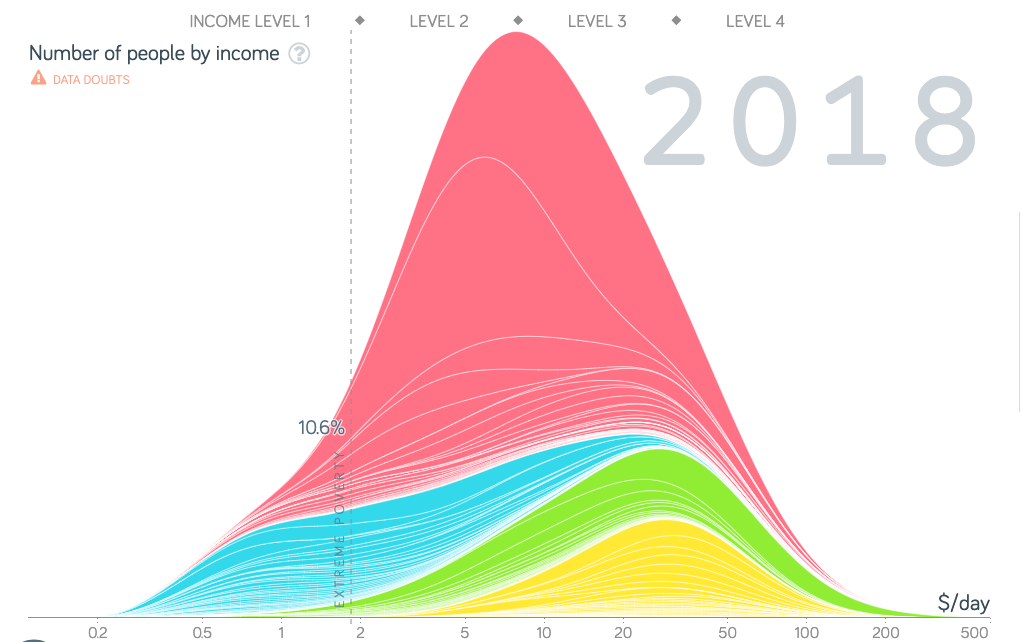 INCOME LEVEL 1 ◆ LEVEL 2 ◆ LEVEL 3 ◆ LEVEL 4
Number of people by income ?
DATA DOUBTS
2018
10.6%
EXTREME POVERTY
$/day
0.2 0.5 1 2 5 10 20 50 100 200 500